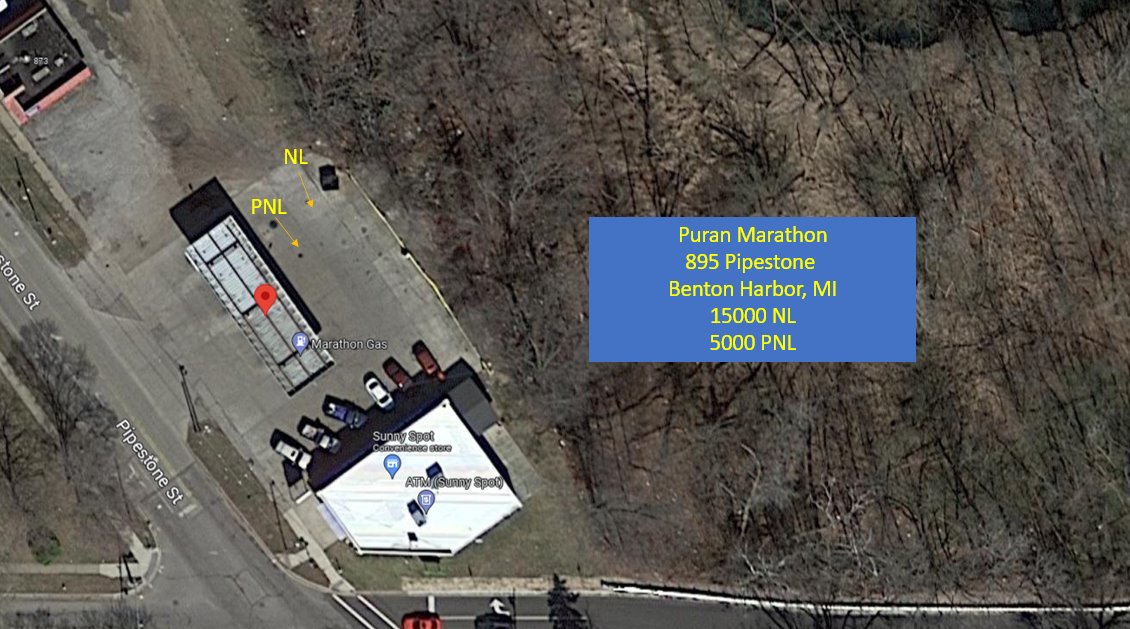 873
NL
PNL
stone St
Marathon Gas
Pipestone St
Sunny Spot
Convenience store
ATM (Sunny Spot)
Puran Marathon
895 Pipestone
Benton Harbor, MI
15000 NL
5000 PNL